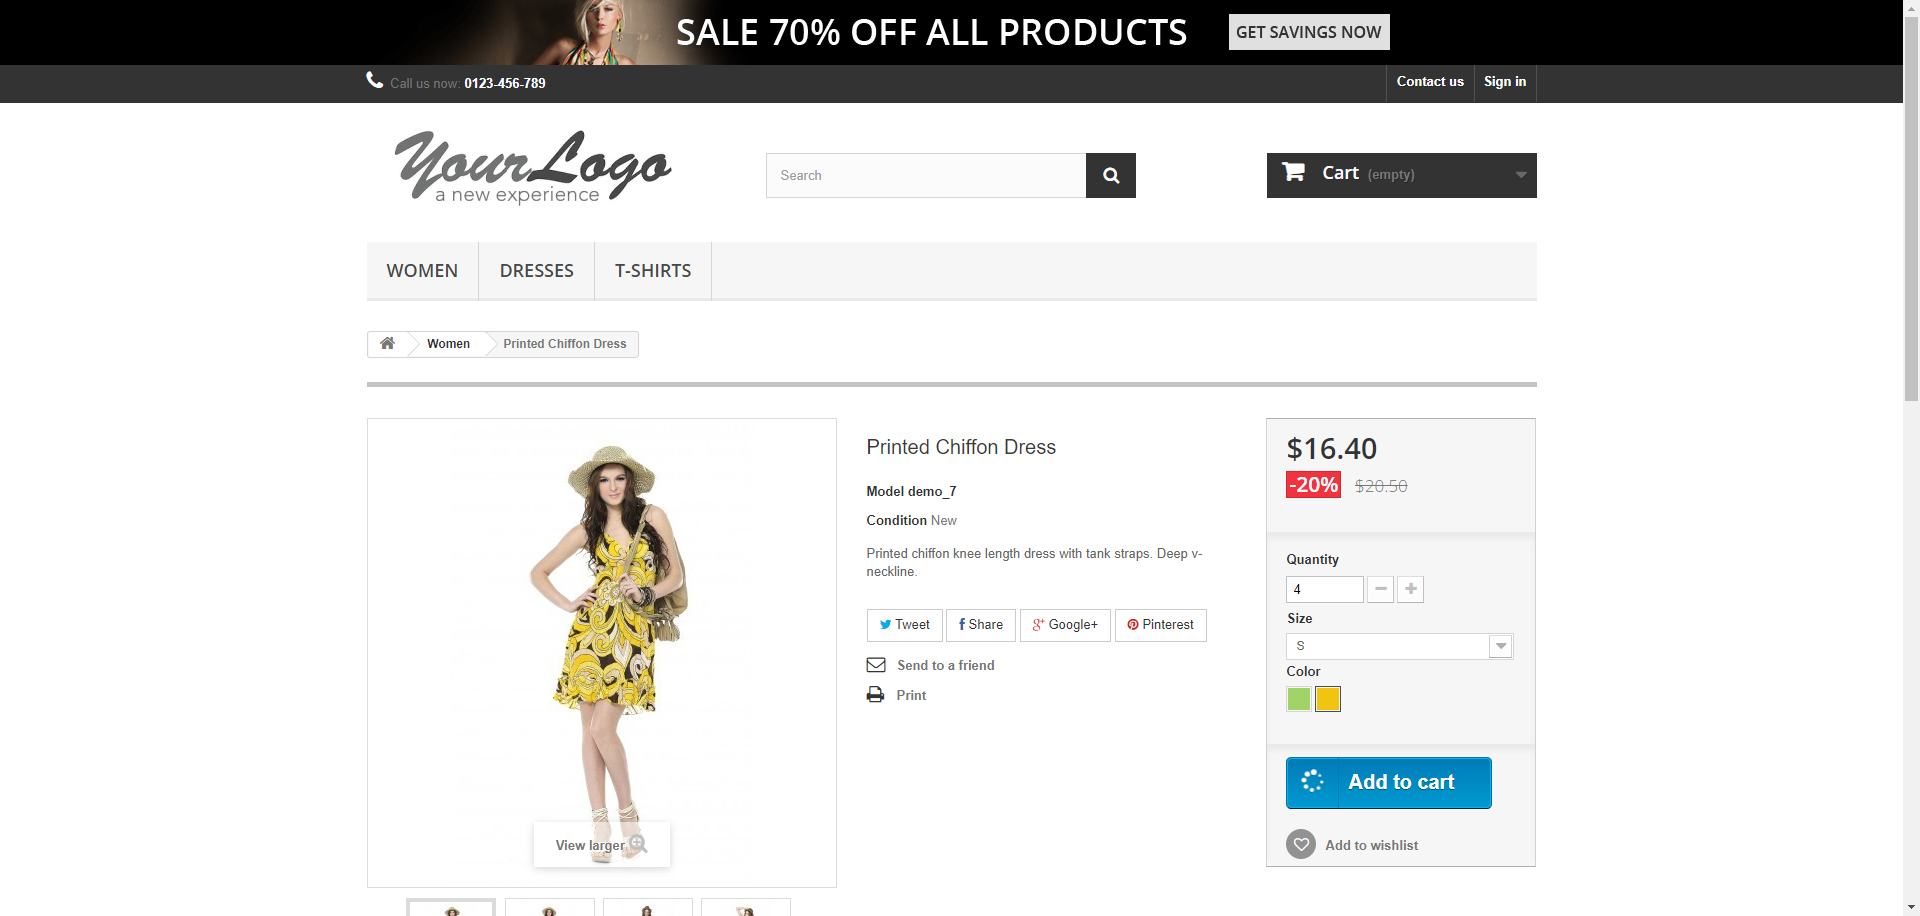 SALE 70% OFF ALL PRODUCTS
GET SAVINGS NOW
Call us now: 0123-456-789
Contact us
Sign in
YourLogo
a new experience
Search
Cart (empty)
WOMEN
DRESSES
T-SHIRTS
Women
Printed Chiffon Dress
Printed Chiffon Dress
Model demo_7
Condition New
Printed chiffon knee length dress with tank straps. Deep v-
neckline.
Tweet
Share
Google+
Pinterest
Send to a friend
Print
View larger
$16.40
-20% $20.50
Quantity
4
Size
S
Color
Add to cart
Add to wishlist